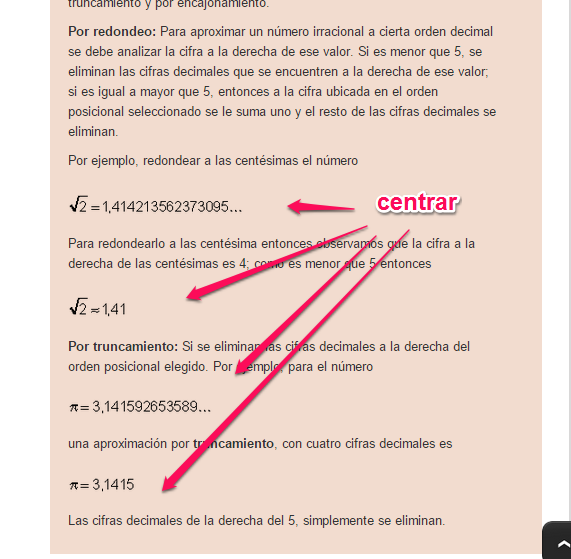 truncamiento y por encajonamiento.
Por redondeo: Para aproximar un número irracional a cierta orden decimal
se debe analizar la cifra a la derecha de ese valor. Si es menor que 5, se
eliminan las cifras decimales que se encuentren a la derecha de ese valor;
si es igual a mayor que 5, entonces a la cifra ubicada en el orden
posicional seleccionado se le suma uno y el resto de las cifras decimales se
eliminan.
Por ejemplo, redondear a las centésimas el número
√2 = 1,414213562373095...
centrar
Para redondearlo a las centésima entonces observamos que la cifra a la
derecha de las centésimas es 4; como es menor que 5 entonces
√2 ≈ 1,41
Por truncamiento: Si se eliminan las cifras decimales a la derecha del
orden posicional elegido. Por ejemplo, para el número
π = 3,141592653589...
una aproximación por truncamiento, con cuatro cifras decimales es
π = 3,1415
Las cifras decimales de la derecha del 5, simplemente se eliminan.